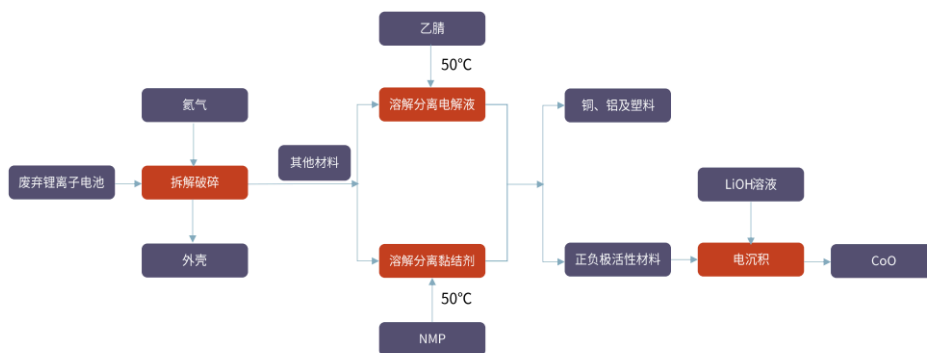 乙腈
50℃
氮气
溶解分离电解液
铜、铝及塑料
其他材料
废弃锂离子电池
拆解破碎
LiOH溶液
外壳
溶解分离黏结剂
正负极活性材料
电沉积
CoO
50℃
NMP